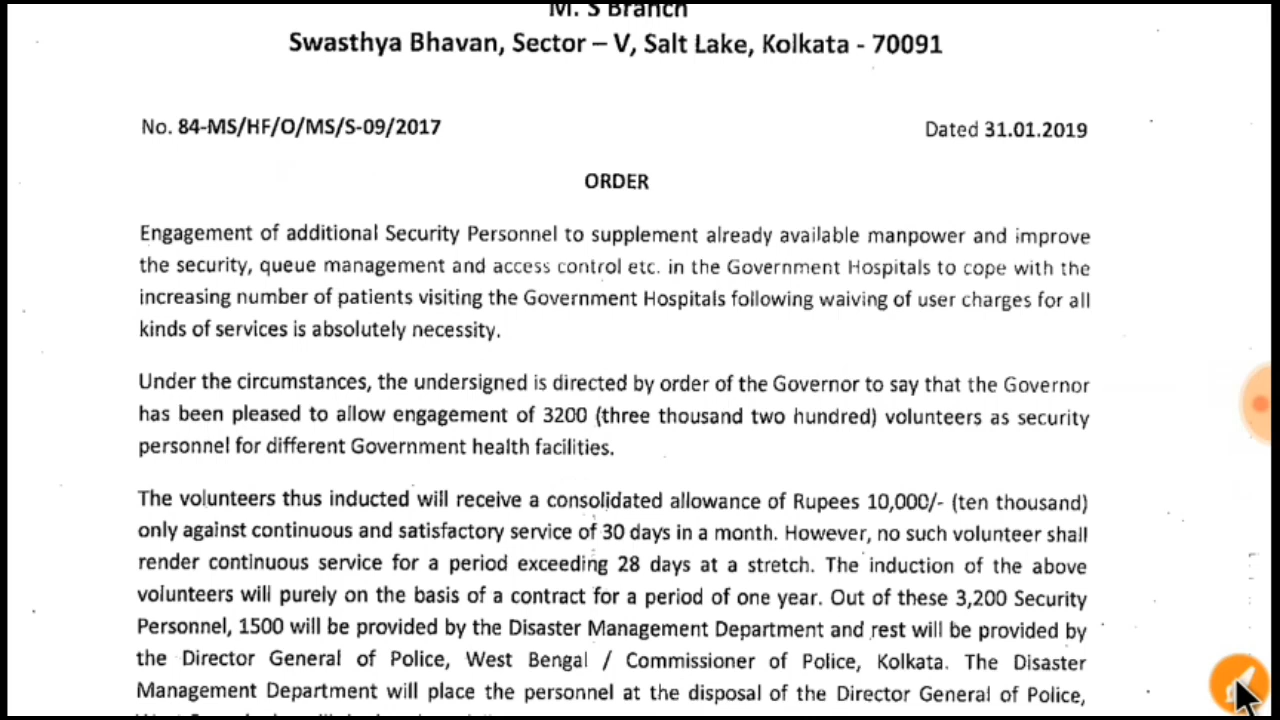 M. S Branch
Swasthya Bhavan, Sector – V, Salt Lake, Kolkata - 70091
No. 84-MS/HF/O/MS/S-09/2017 Dated 31.01.2019
ORDER
Engagement of additional Security Personnel to supplement already available manpower and improve
the security, queue management and access control etc. in the Government Hospitals to cope with the
increasing number of patients visiting the Government Hospitals following waiving of user charges for all
kinds of services is absolutely necessity.
Under the circumstances, the undersigned is directed by order of the Governor to say that the Governor
has been pleased to allow engagement of 3200 (three thousand two hundred) volunteers as security
personnel for different Government health facilities.
The volunteers thus inducted will receive a consolidated allowance of Rupees 10,000/- (ten thousand)
only against continuous and satisfactory service of 30 days in a month. However, no such volunteer shall
render continuous service for a period exceeding 28 days at a stretch. The induction of the above
volunteers will purely on the basis of a contract for a period of one year. Out of these 3,200 Security
Personnel, 1500 will be provided by the Disaster Management Department and rest will be provided by
the Director General of Police, West Bengal / Commissioner of Police, Kolkata. The Disaster
Management Department will place the personnel at the disposal of the Director General of Police,